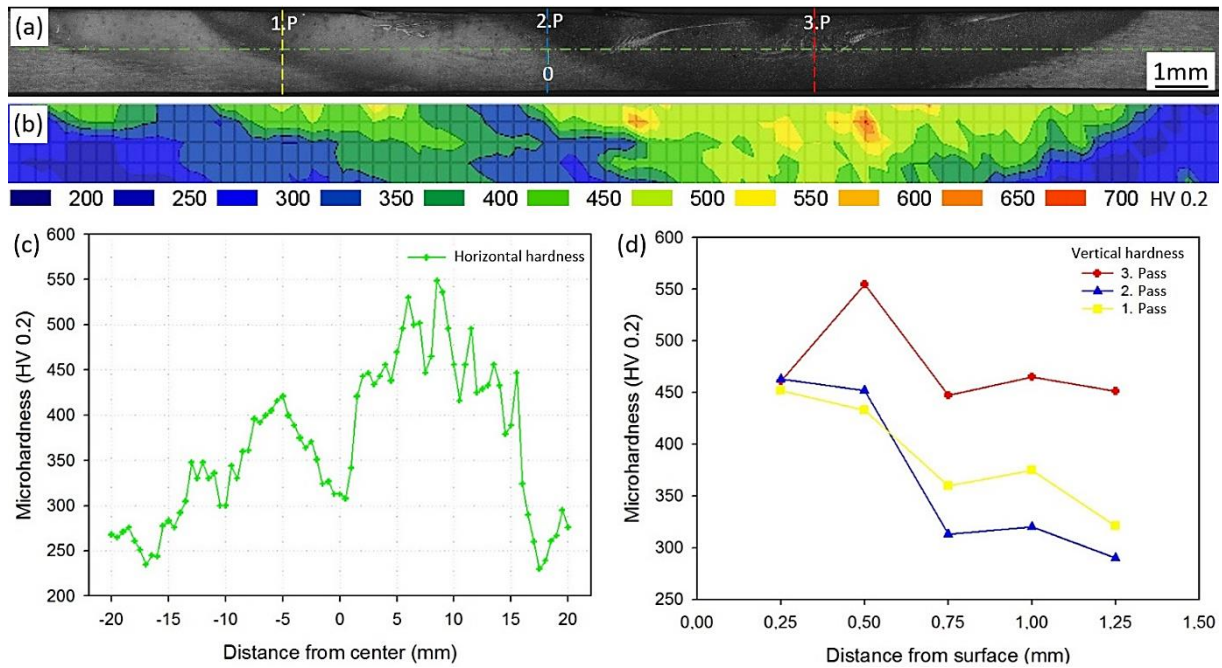 (a)
1.P
2.P
3.P
0
1mm
(b)
200 250 300 350 400 450 500 550 600 650 700 HV 0.2
(c)
Horizontal hardness
600
550
500
450
400
350
300
250
200
Microhardness (HV 0.2)
-20 -15 -10 -5 0 5 10 15 20
Distance from center (mm)
(d)
Vertical hardness
3. Pass
2. Pass
1. Pass
600
550
500
450
400
350
300
250
Microhardness (HV 0.2)
0,00 0,25 0,50 0,75 1,00 1,25 1.50
Distance from surface (mm)